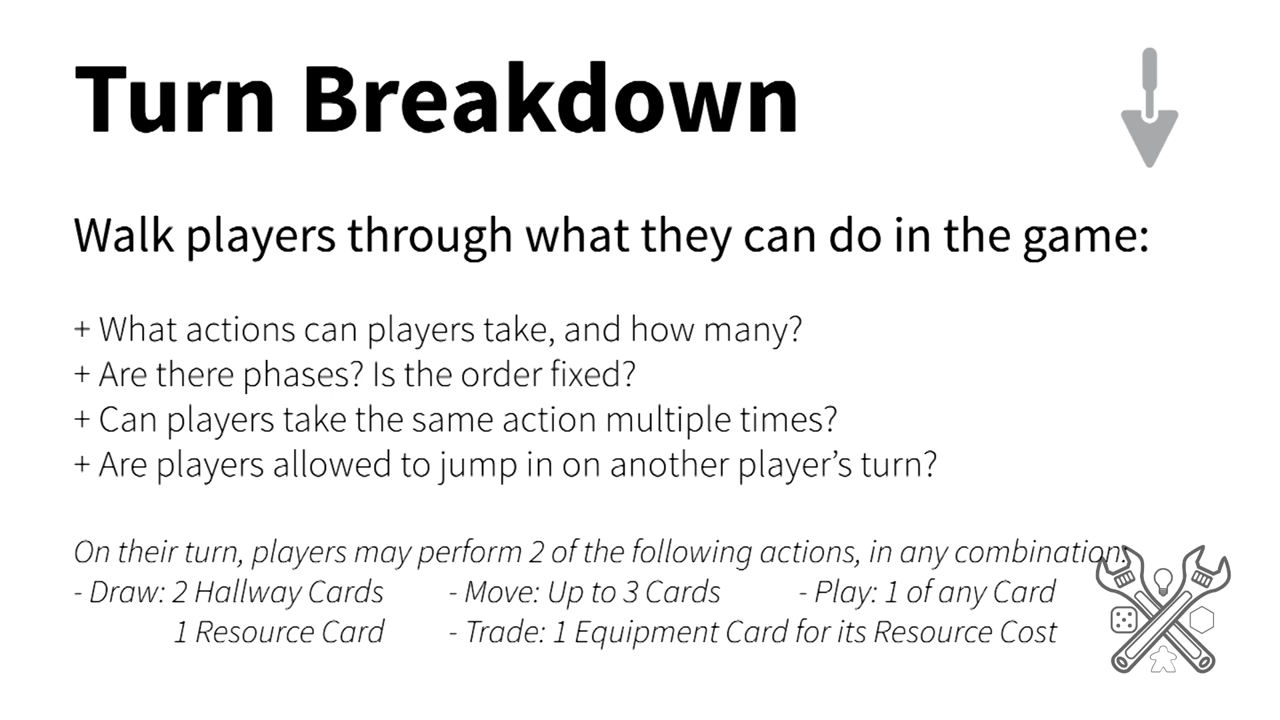 Turn Breakdown
Walk players through what they can do in the game:
+ What actions can players take, and how many?
+ Are there phases? Is the order fixed?
+ Can players take the same action multiple times?
+ Are players allowed to jump in on another player’s turn?
On their turn, players may perform 2 of the following actions, in any combination:
- Draw: 2 Hallway Cards - Move: Up to 3 Cards - Play: 1 of any Card
1 Resource Card - Trade: 1 Equipment Card for its Resource Cost